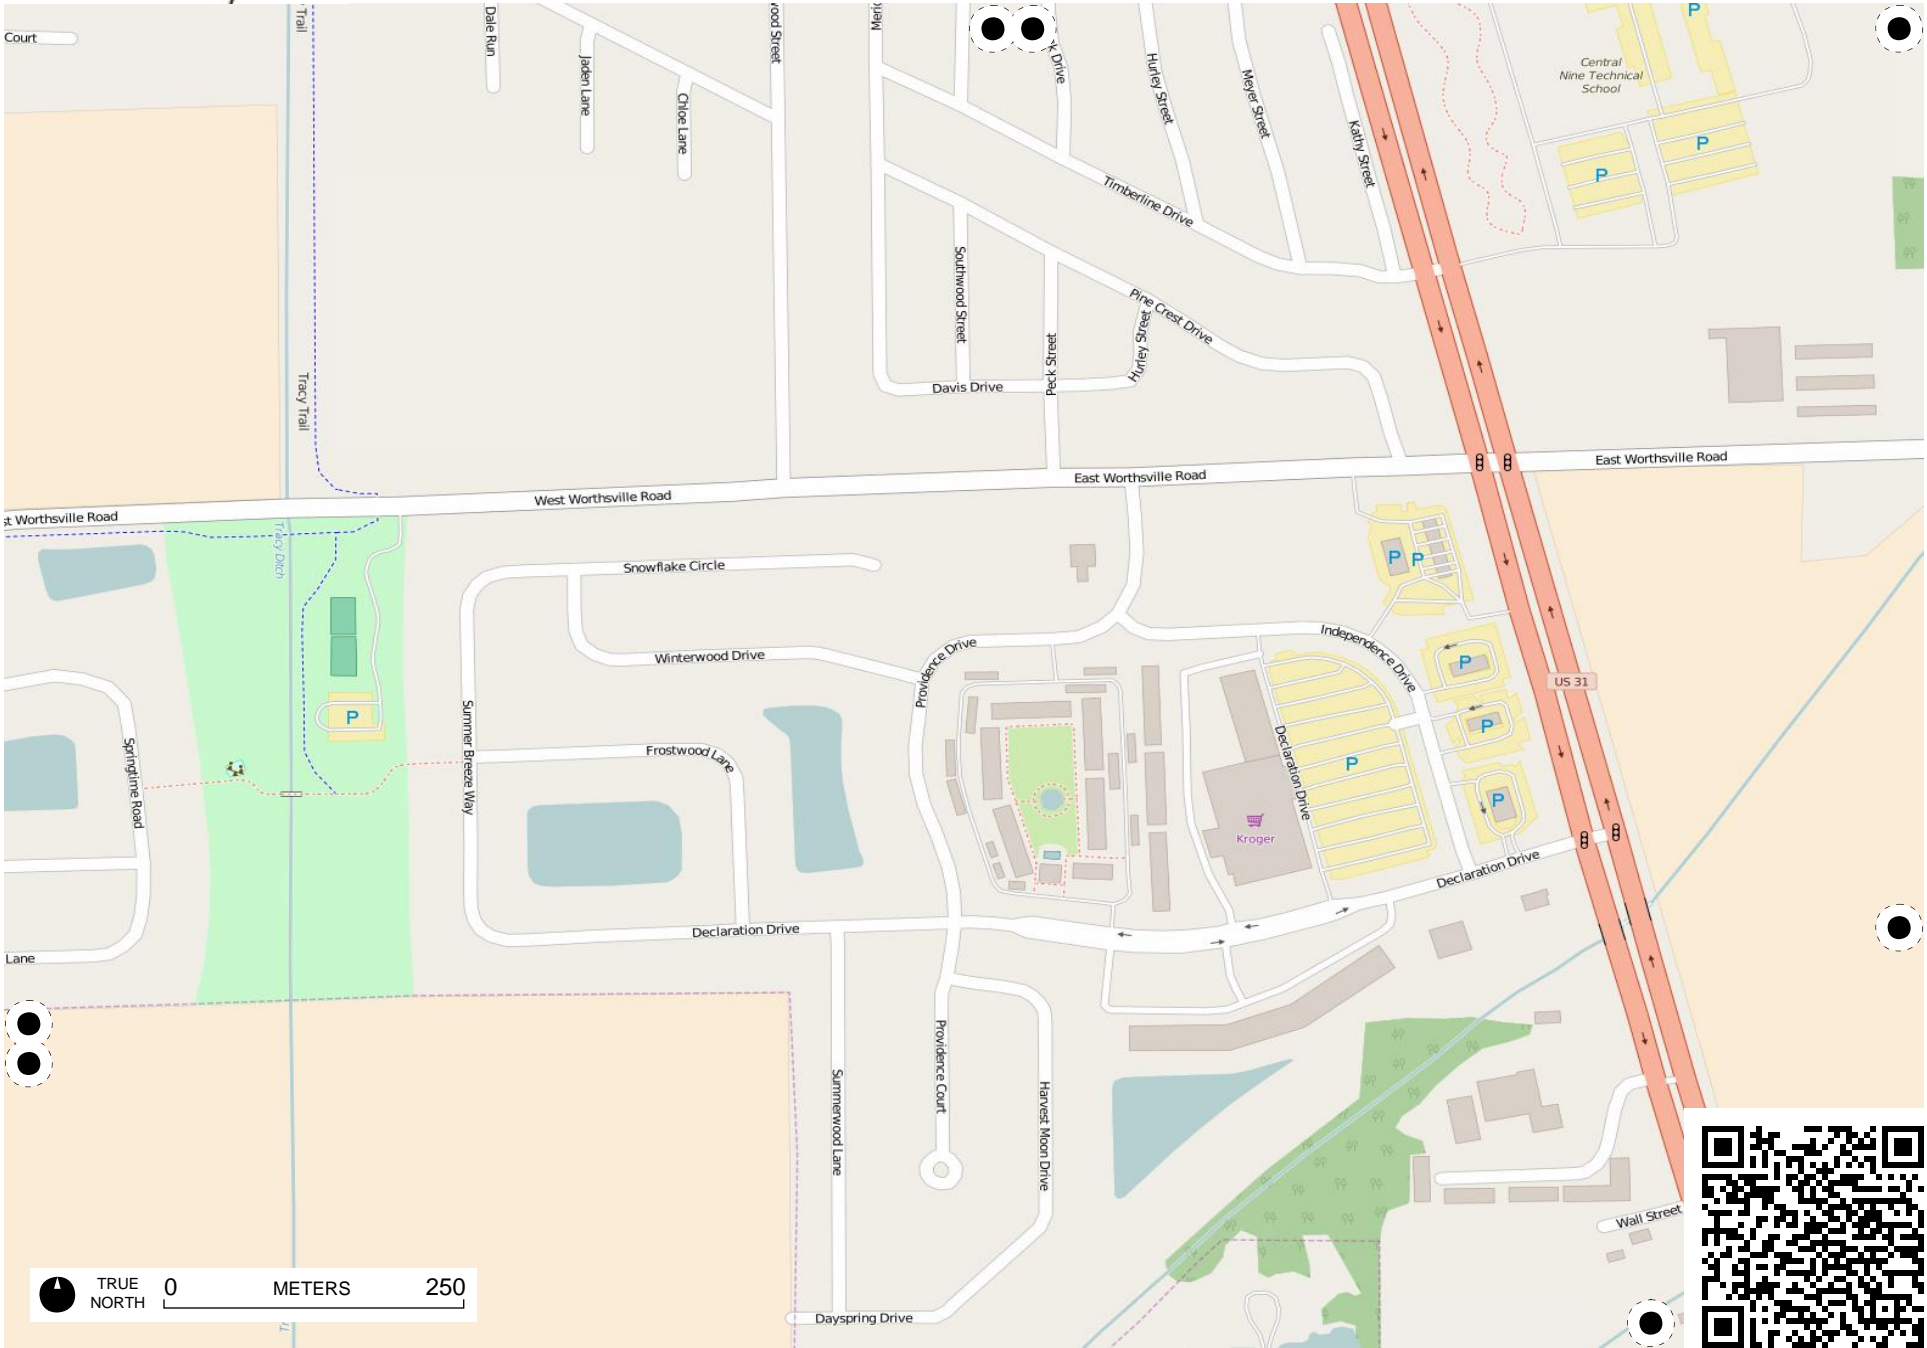 Court
Trail
Dale Run
Jaden Lane
Chloe Lane
Hurley Street
Meyer Street
Kathy Street
Central
Nine Technical
School
P
P
P
Timberline Drive
Southwood Street
Pine Crest Drive
Hurley Street
Peck Street
Davis Drive
Tracy Trail
East Worthsville Road
East Worthsville Road
West Worthsville Road
Worthsville Road
Tracy Ditch
Snowflake Circle
P
P
Winterwood Drive
Providence Drive
Independence Drive
P
US 31
P
P
Springtime Road
Summer Breeze Way
Frostwood Lane
Declaration Drive
P
P
Kroger
Declaration Drive
Declaration Drive
Lane
Summerwood Lane
Providence Court
Harvest Moon Drive
Wall Street
Dayspring Drive
TRUE
NORTH
0 METERS 250